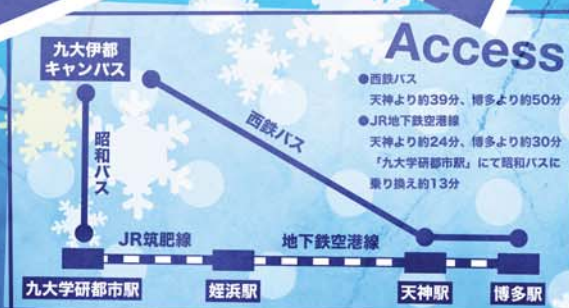 Access
●西鉄バス
天神より約39分、博多より約50分
●JR地下鉄空港線
天神より約24分、博多より約30分
「九大学研都市駅」にて昭和バスに
乗り換え約13分
九大伊都
キャンパス
昭和バス
西鉄バス
JR筑肥線
地下鉄空港線
九大学研都市駅
姪浜駅
天神駅
博多駅